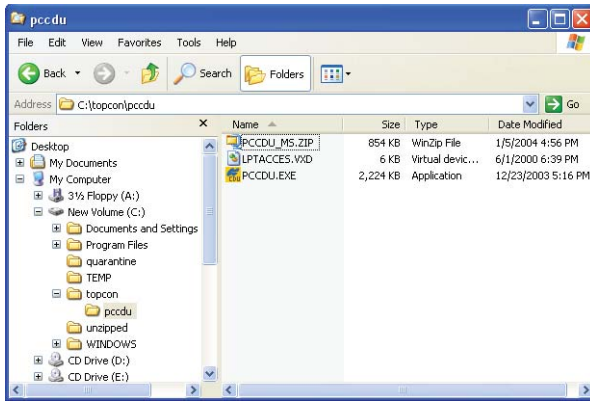 pccdu
File Edit View Favorites Tools Help
Back Search Folders
Address C:\topcon\pccdu Go
Folders Name Size Type Date Modified
Desktop
My Documents
My Computer
3½ Floppy (A:)
New Volume (C:)
Documents and Settings
Program Files
quarantine
TEMP
topcon
pccdu
unzipped
WINDOWS
CD Drive (D:)
CD Drive (E:)
PCCDU_MS.ZIP 854 KB WinZip File 1/5/2004 4:56 PM
LPTACCES.VXD 6 KB Virtual devic... 6/1/2000 6:39 PM
PCCDU.EXE 2,224 KB Application 12/23/2003 5:16 PM